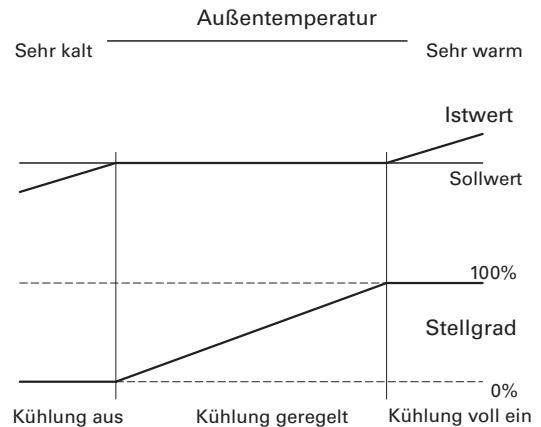 Außentemperatur
Sehr kalt
Sehr warm
Istwert
Sollwert
100%
Stellgrad
0%
Kühlung aus
Kühlung geregelt
Kühlung voll ein